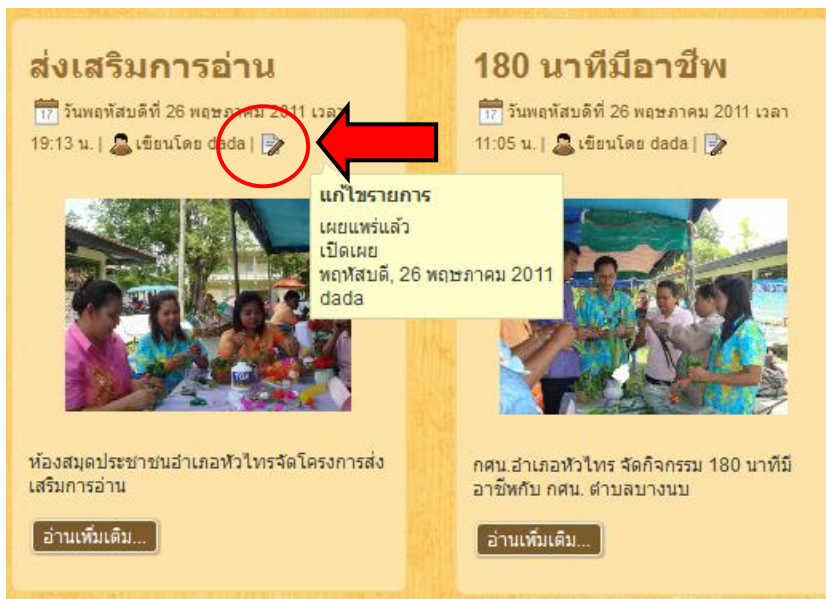 ส่งเสริมการอ่าน
17 วันพฤหัสบดีที่ 26 พฤษภาคม 2011 เวลา
19:13 น. | เขียนโดย dada |
แก้ไขรายการ
เผยแพร่แล้ว
เปิดเผย
พฤหัสบดี, 26 พฤษภาคม 2011
dada
ห้องสมุดประชาชนอำเภอหัวไทรจัดโครงการส่ง
เสริมการอ่าน
อ่านเพิ่มเติม...
180 นาทีมีอาชีพ
17 วันพฤหัสบดีที่ 26 พฤษภาคม 2011 เวลา
11:05 น. | เขียนโดย dada |
กศน.อำเภอหัวไทร จัดกิจกรรม 180 นาทีมี
อาชีพกับ กศน. ตำบลบางนบ
อ่านเพิ่มเติม...